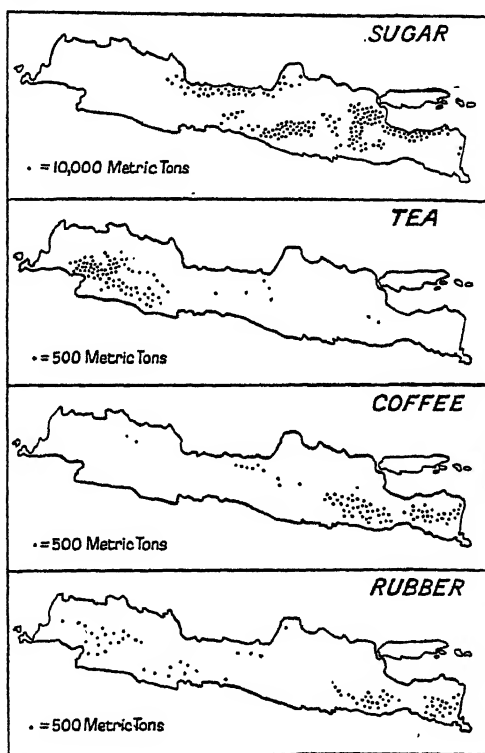 SUGAR
• = 10,000 Metric Tons
TEA
• = 500 Metric Tons
COFFEE
• = 500 Metric Tons
RUBBER
• = 500 Metric Tons